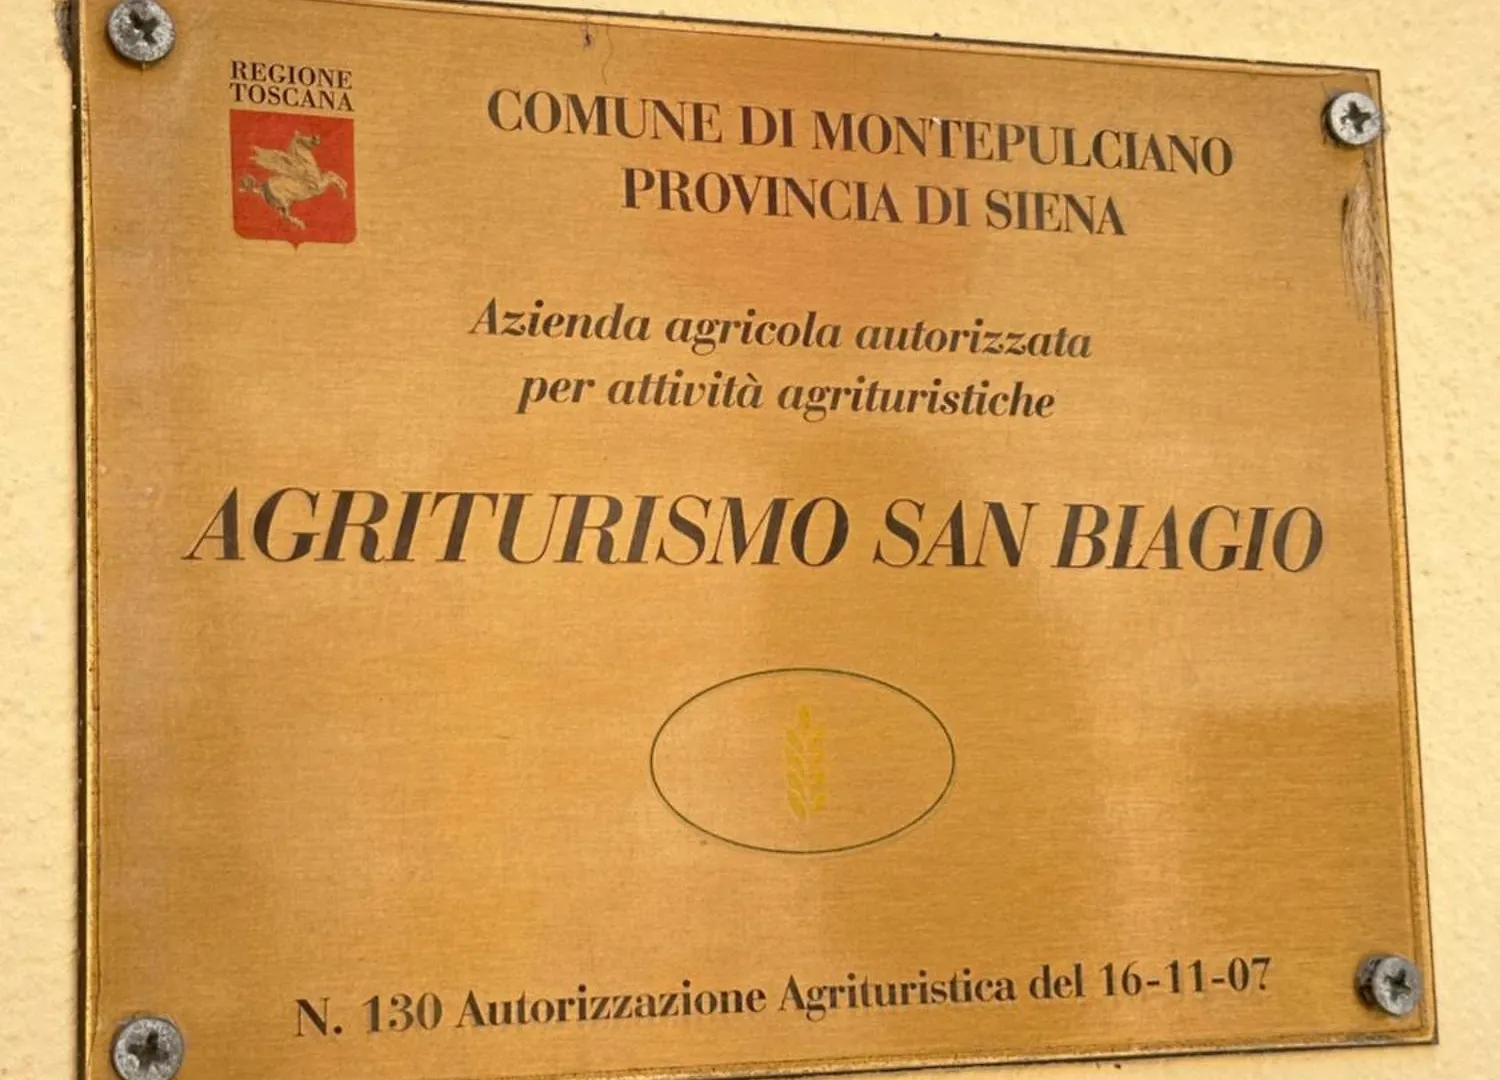 REGIONE
TOSCANA
COMUNE DI MONTEPULCIANO
PROVINCIA DI SIENA
Azienda agricola autorizzata
per attività agrituristiche
AGRITURISMO SAN BIAGIO
N. 130 Autorizzazione Agrituristica del 16-11-07